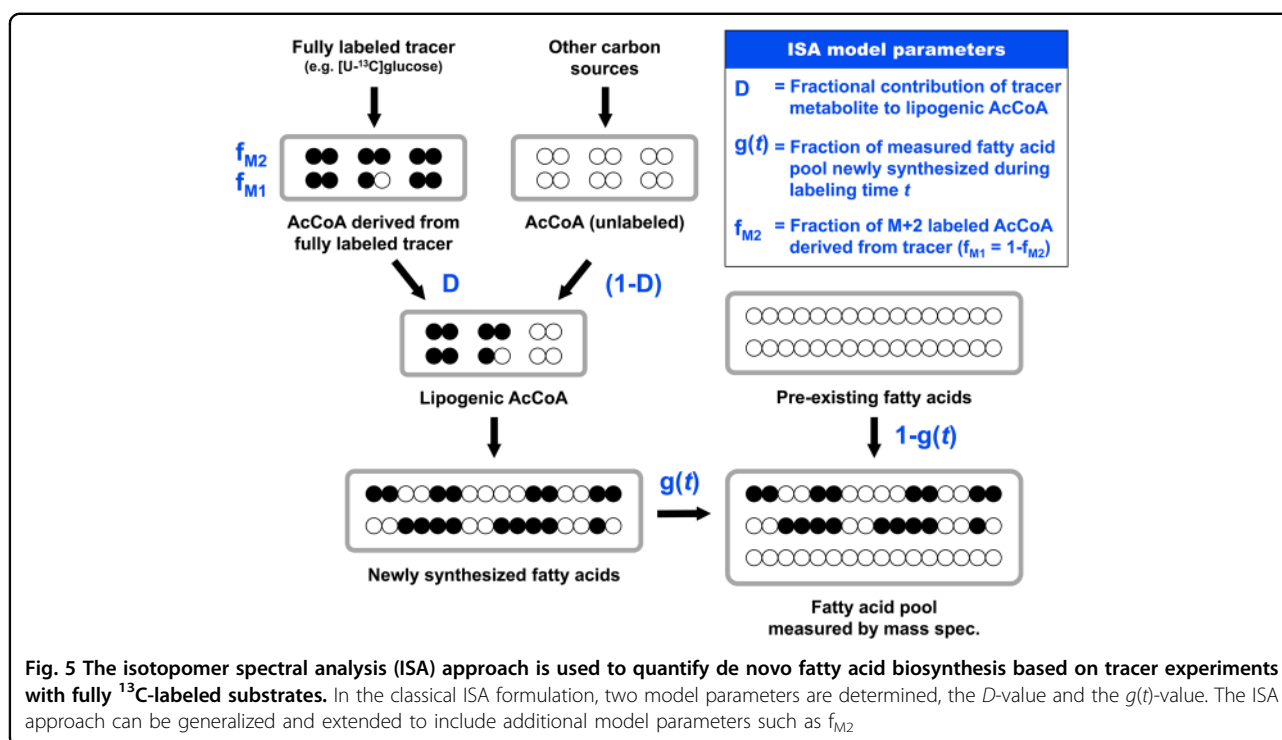 Fully labeled tracer
(e.g. [U-¹³C]glucose)
Other carbon
sources
f_M2
f_M1
AcCoA derived from
fully labeled tracer
AcCoA (unlabeled)
D
(1-D)
Lipogenic AcCoA
Newly synthesized fatty acids
g(t)
ISA model parameters
D = Fractional contribution of tracer
metabolite to lipogenic AcCoA
g(t) = Fraction of measured fatty acid
pool newly synthesized during
labeling time t
f_M2 = Fraction of M+2 labeled AcCoA
derived from tracer (f_M1 = 1-f_M2)
Pre-existing fatty acids
1-g(t)
Fatty acid pool
measured by mass spec.
Fig. 5 The isotopomer spectral analysis (ISA) approach is used to quantify de novo fatty acid biosynthesis based on tracer experiments
with fully ¹³C-labeled substrates. In the classical ISA formulation, two model parameters are determined, the D-value and the g(t)-value. The ISA
approach can be generalized and extended to include additional model parameters such as f_M2